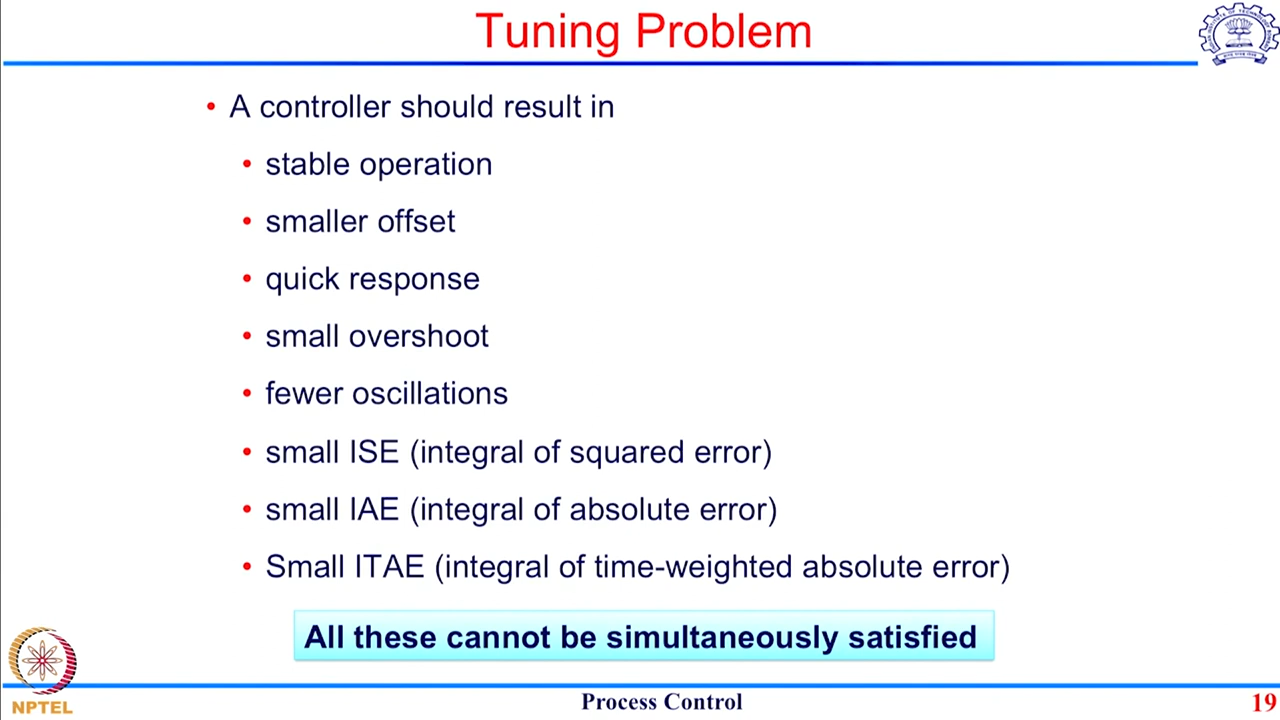 Tuning Problem
• A controller should result in
• stable operation
• smaller offset
• quick response
• small overshoot
• fewer oscillations
• small ISE (integral of squared error)
• small IAE (integral of absolute error)
• Small ITAE (integral of time-weighted absolute error)
All these cannot be simultaneously satisfied
NPTEL
Process Control
19